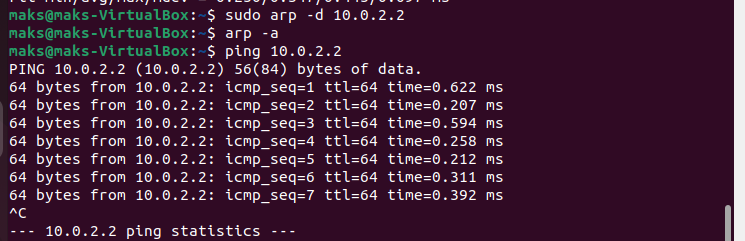 maks@maks-VirtualBox:~$ sudo arp -d 10.0.2.2
maks@maks-VirtualBox:~$ arp -a
maks@maks-VirtualBox:~$ ping 10.0.2.2
PING 10.0.2.2 (10.0.2.2) 56(84) bytes of data.
64 bytes from 10.0.2.2: icmp_seq=1 ttl=64 time=0.622 ms
64 bytes from 10.0.2.2: icmp_seq=2 ttl=64 time=0.207 ms
64 bytes from 10.0.2.2: icmp_seq=3 ttl=64 time=0.594 ms
64 bytes from 10.0.2.2: icmp_seq=4 ttl=64 time=0.258 ms
64 bytes from 10.0.2.2: icmp_seq=5 ttl=64 time=0.212 ms
64 bytes from 10.0.2.2: icmp_seq=6 ttl=64 time=0.311 ms
64 bytes from 10.0.2.2: icmp_seq=7 ttl=64 time=0.392 ms
^C
--- 10.0.2.2 ping statistics ---